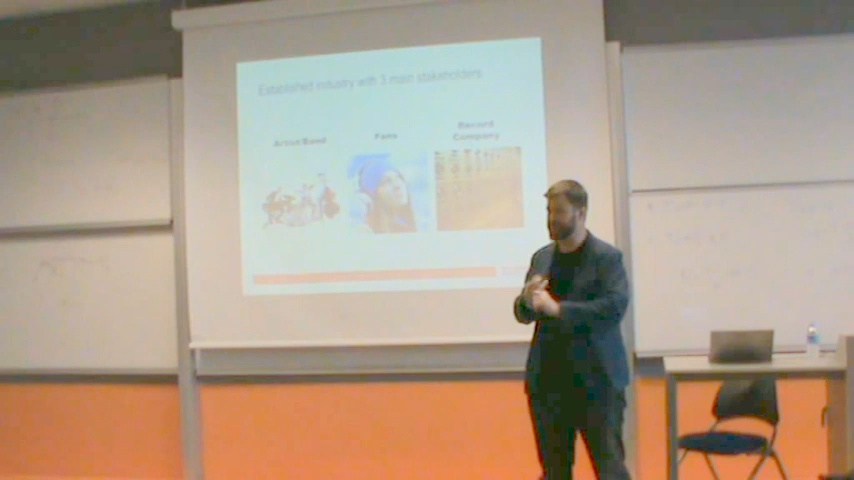 Established industry with 3 main stakeholders
Artist/Band
Fans
Record
Company